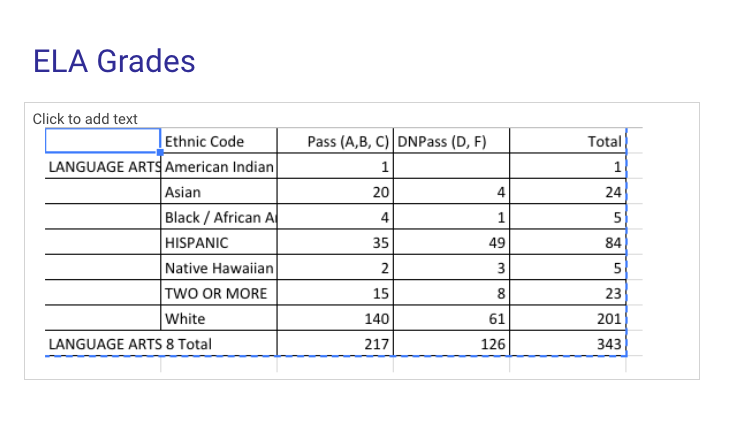 ELA Grades
Click to add text
Ethnic Code Pass (A,B, C) DNPass (D, F) Total
LANGUAGE ARTS American Indian 1 1
Asian 20 4 24
Black / African 4 1 5
HISPANIC 35 49 84
Native Hawaiian 2 3 5
TWO OR MORE 15 8 23
White 140 61 201
LANGUAGE ARTS 8 Total 217 126 343